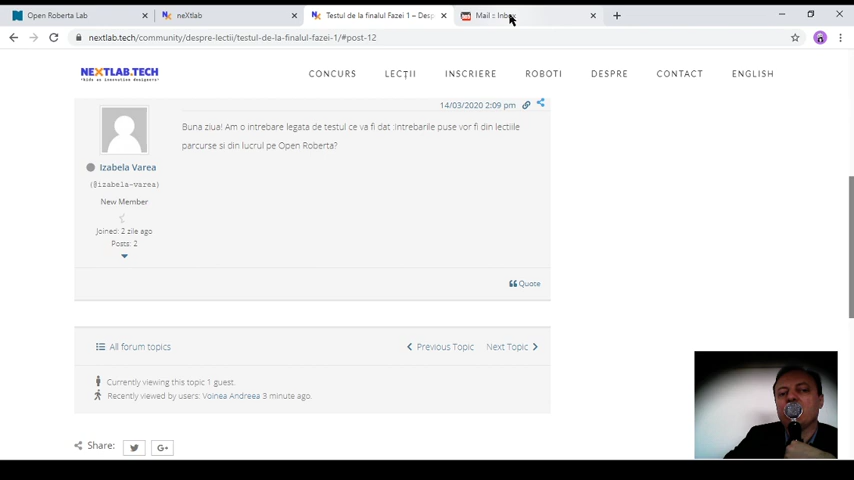 Open Roberta Lab
neXtlab
Testul de la finalul Fazei 1 – Desp
Mail :: Inbox
nextlab.tech/community/despre-lectii/testul-de-la-finalul-fazei-1/#post-12
NEXTLAB.TECH
CONCURS
LECȚII
INSCRIERE
ROBOTI
DESPRE
CONTACT
ENGLISH
14/03/2020 2:09 pm
Buna ziua! Am o intrebare legata de testul ce va fi dat :intrebarile puse vor fi din lectiile
parcurse si din lucrul pe Open Roberta?
Izabela Varea
(@izabela-varea)
New Member
Joined: 2 zile ago
Posts: 2
Quote
All forum topics
Previous Topic
Next Topic
Currently viewing this topic 1 guest.
Recently viewed by users: Voinea Andreea 3 minute ago.
Share:
G+